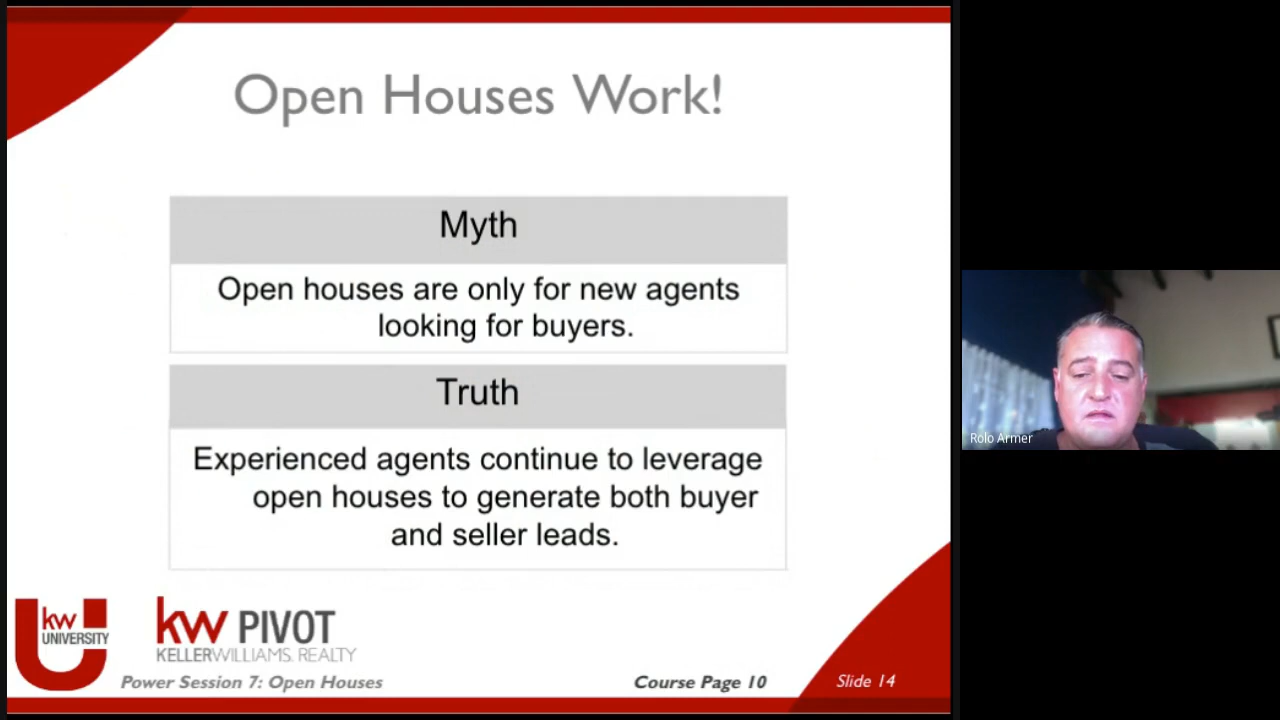 Open Houses Work!
Myth
Open houses are only for new agents
looking for buyers.
Truth
Experienced agents continue to leverage
open houses to generate both buyer
and seller leads.
kw
UNIVERSITY
kw PIVOT
KELLERWILLIAMS. REALTY
Power Session 7: Open Houses
Course Page 10
Slide 14
Rolo Armer